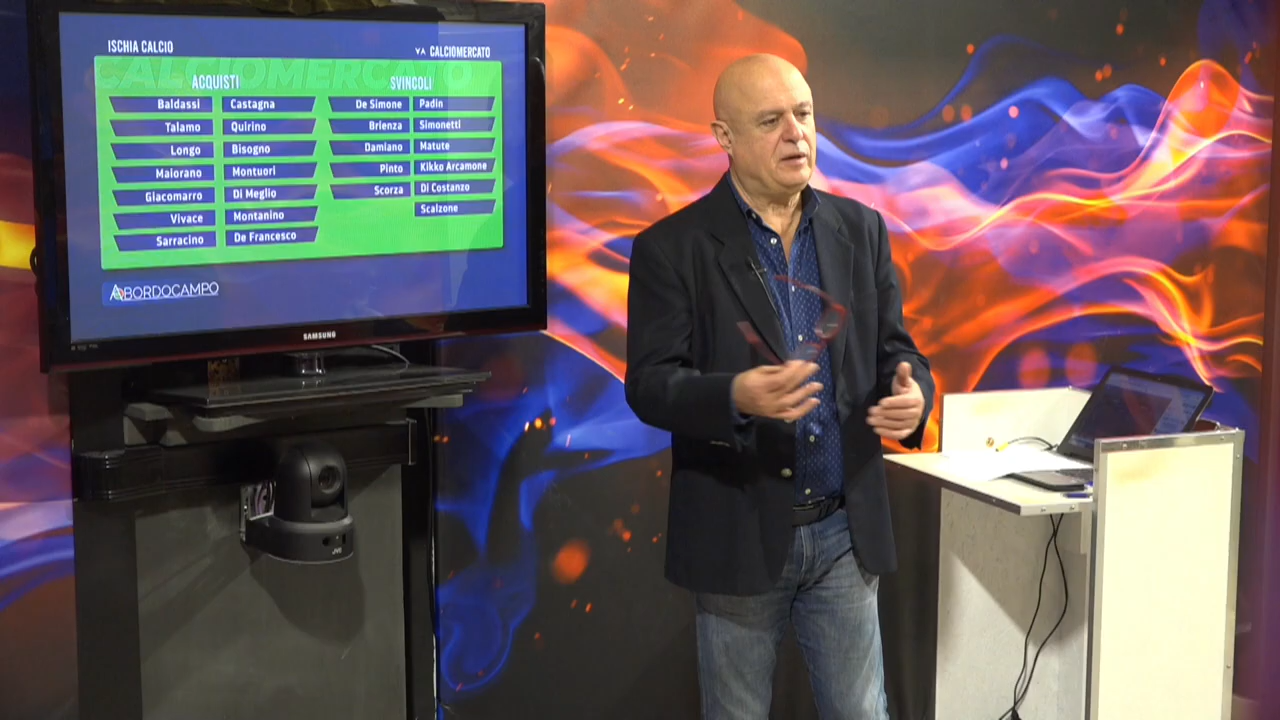 ISCHIA CALCIO
VA CALCIOMERCATO
CALCIOMERCATO
ACQUISTI SVINCOLI
Baldassi Castagna De Simone Padin
Talamo Quirino Brienza Simonetti
Longo Bisogno Damiano Matute
Maiorano Montuori Pinto Kikko Arcamone
Giacomarro Di Meglio Scorza Di Costanzo
Vivace Montanino Scalzone
Sarracino De Francesco
ABORDOCAMPO
SAMSUNG
JVC